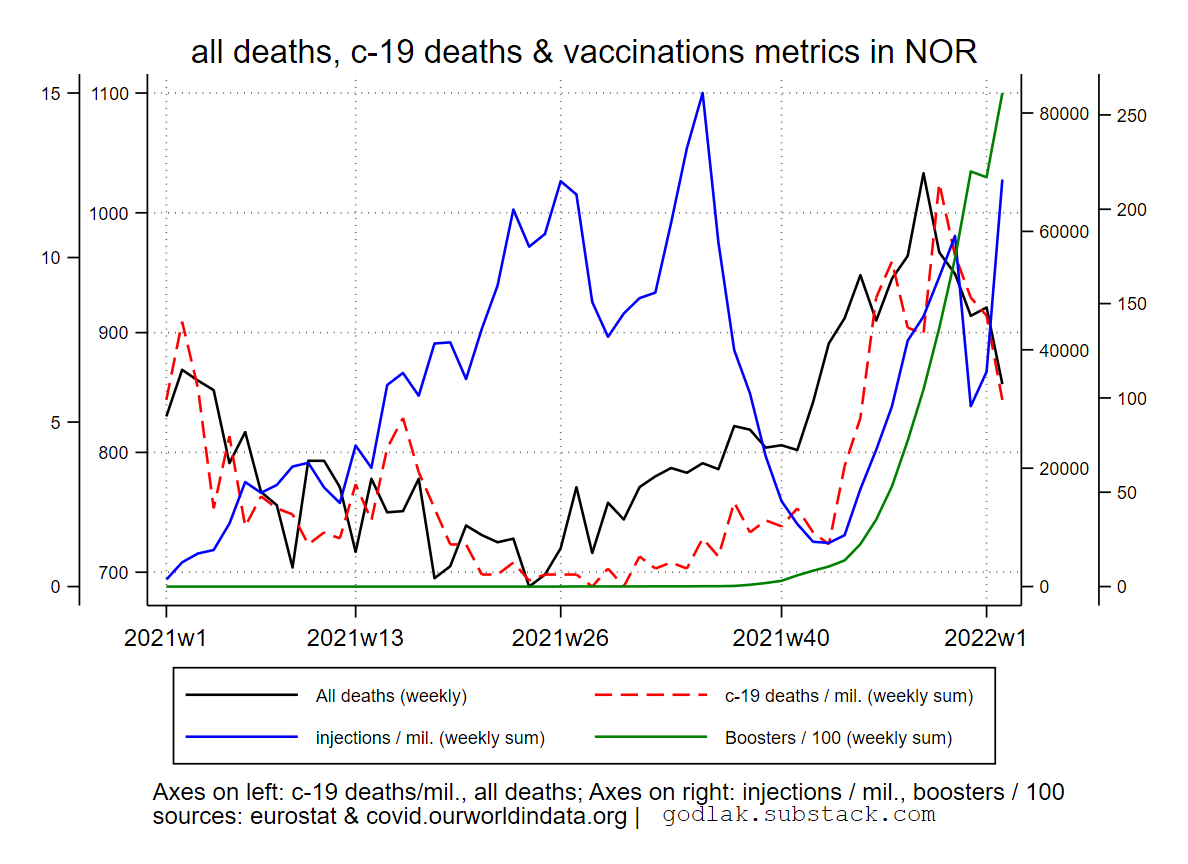 all deaths, c-19 deaths & vaccinations metrics in NOR
15
1100
80000
250
1000
200
60000
10
900
150
40000
100
5
800
20000
50
700
0
0
0
2021w1
2021w13
2021w26
2021w40
2022w1
All deaths (weekly)
c-19 deaths / mil. (weekly sum)
injections / mil. (weekly sum)
Boosters / 100 (weekly sum)
Axes on left: c-19 deaths/mil., all deaths; Axes on right: injections / mil., boosters / 100
sources: eurostat & covid.ourworldindata.org | godlak.substack.com